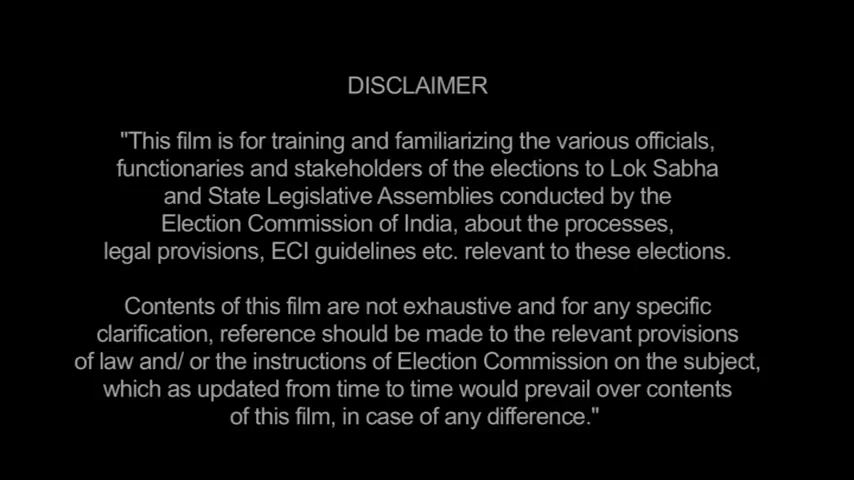 DISCLAIMER
"This film is for training and familiarizing the various officials,
functionaries and stakeholders of the elections to Lok Sabha
and State Legislative Assemblies conducted by the
Election Commission of India, about the processes,
legal provisions, ECI guidelines etc. relevant to these elections.
Contents of this film are not exhaustive and for any specific
clarification, reference should be made to the relevant provisions
of law and/ or the instructions of Election Commission on the subject,
which as updated from time to time would prevail over contents
of this film, in case of any difference."